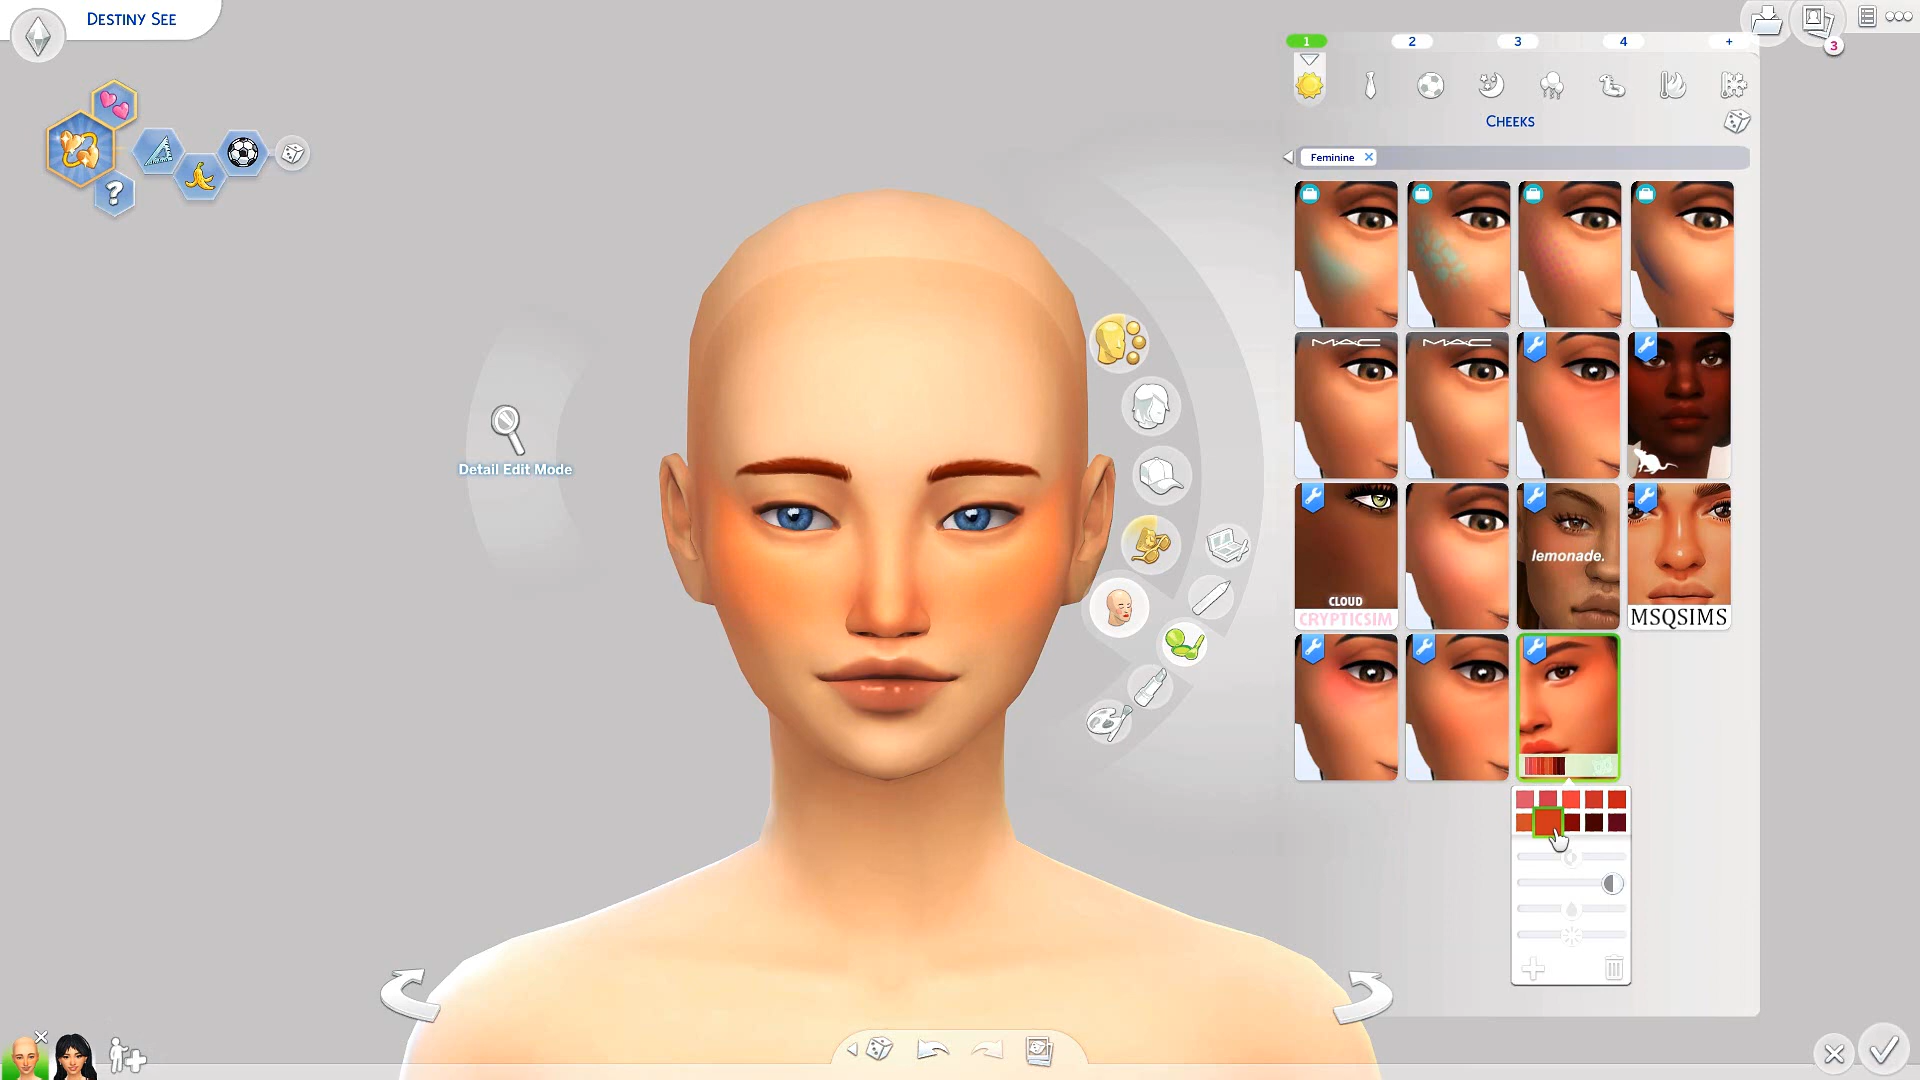 DESTINY SEE
3
1
2
3
4
+
CHEEKS
Feminine
MAC
MAC
Detail Edit Mode
lemonade.
CLOUD
CRYPTICSIM
MSQSIMS
?